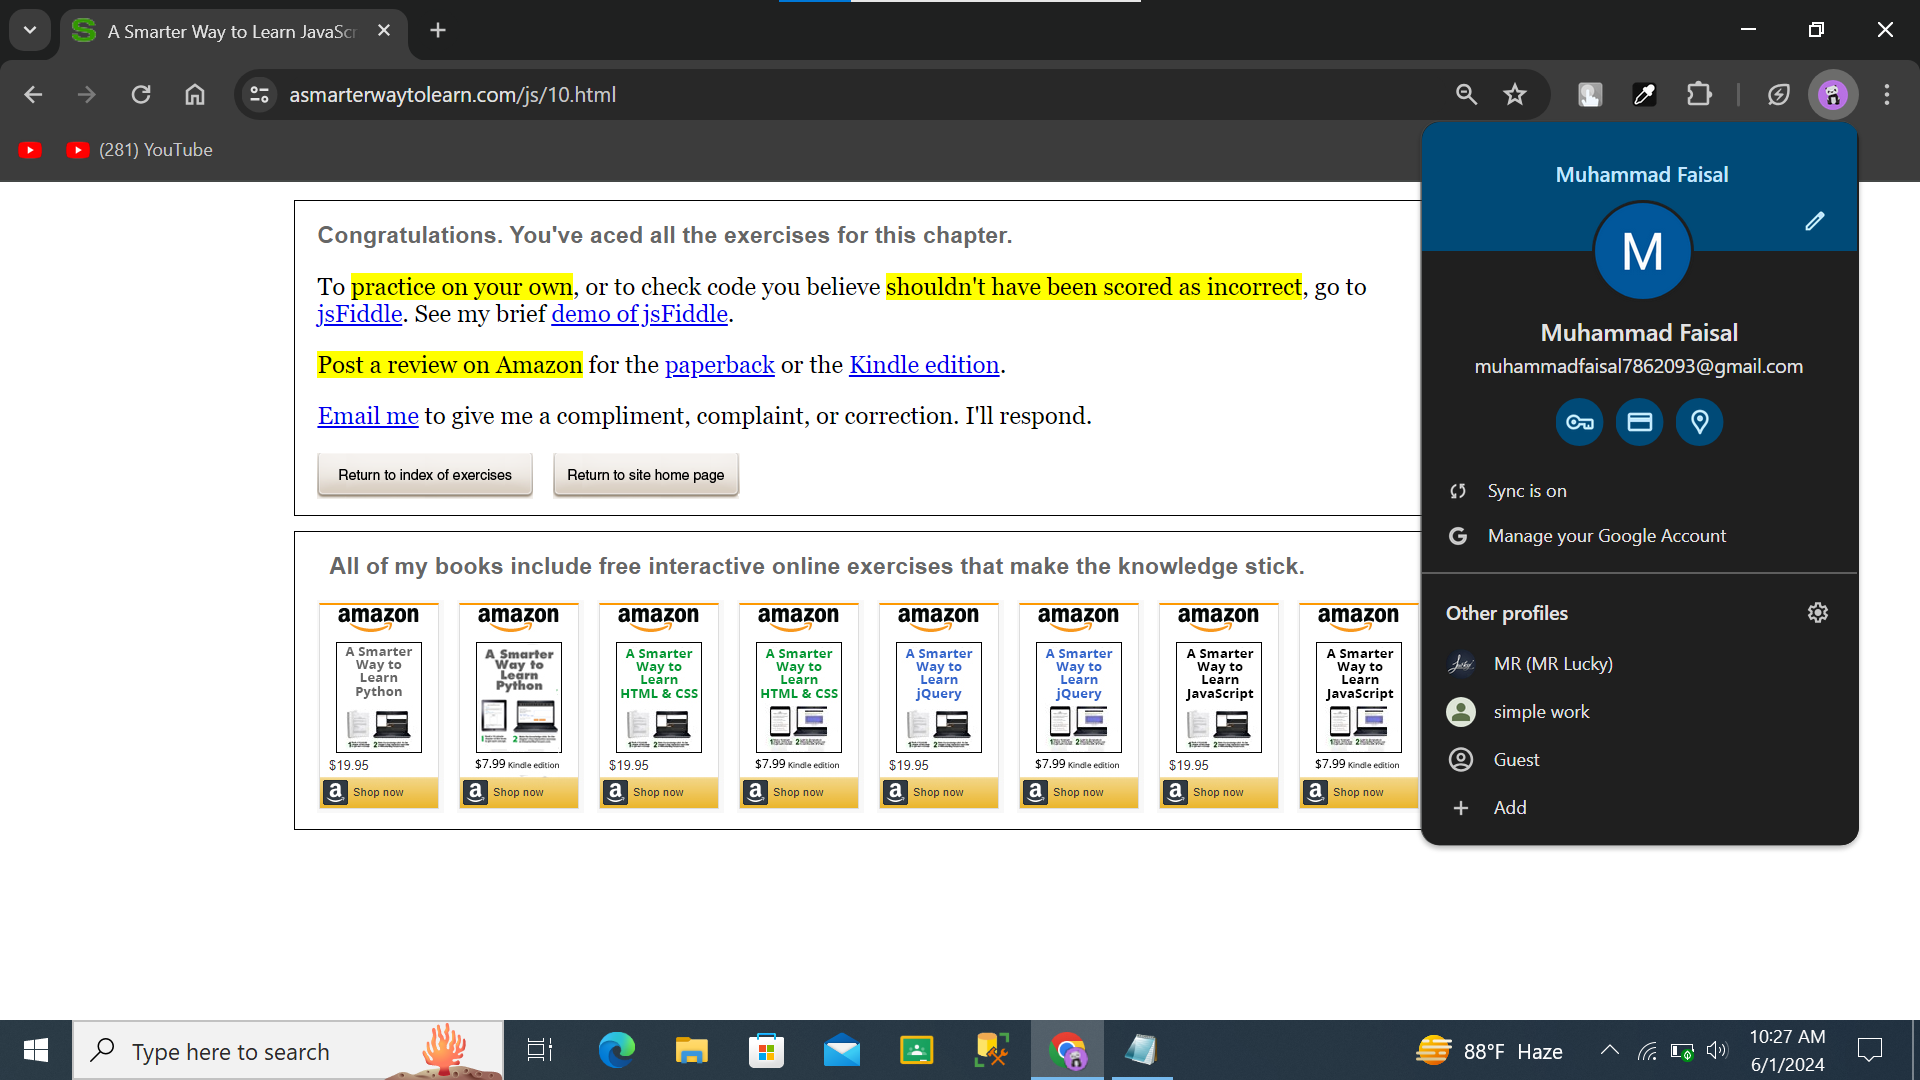 A Smarter Way to Learn JavaScr
asmarterwaytolearn.com/js/10.html
(281) YouTube
Congratulations. You've aced all the exercises for this chapter.
To practice on your own, or to check code you believe shouldn't have been scored as incorrect, go to
jsFiddle. See my brief demo of jsFiddle.
Post a review on Amazon for the paperback or the Kindle edition.
Email me to give me a compliment, complaint, or correction. I'll respond.
Return to index of exercises
Return to site home page
All of my books include free interactive online exercises that make the knowledge stick.
amazon
A Smarter
Way to
Learn
Python
$19.95
Shop now
amazon
A Smarter
Way to
Learn
Python
$7.99 Kindle edition
Shop now
amazon
A Smarter
Way to
Learn
HTML & CSS
$19.95
Shop now
amazon
A Smarter
Way to
Learn
HTML & CSS
$7.99 Kindle edition
Shop now
amazon
A Smarter
Way to
Learn
jQuery
$19.95
Shop now
amazon
A Smarter
Way to
Learn
jQuery
$7.99 Kindle edition
Shop now
amazon
A Smarter
Way to
Learn
JavaScript
$19.95
Shop now
amazon
A Smarter
Way to
Learn
JavaScript
$7.99 Kindle edition
Shop now
Muhammad Faisal
M
Muhammad Faisal
muhammadfaisal7862093@gmail.com
Sync is on
Manage your Google Account
Other profiles
MR (MR Lucky)
simple work
Guest
Add
Type here to search
88°F Haze
10:27 AM
6/1/2024